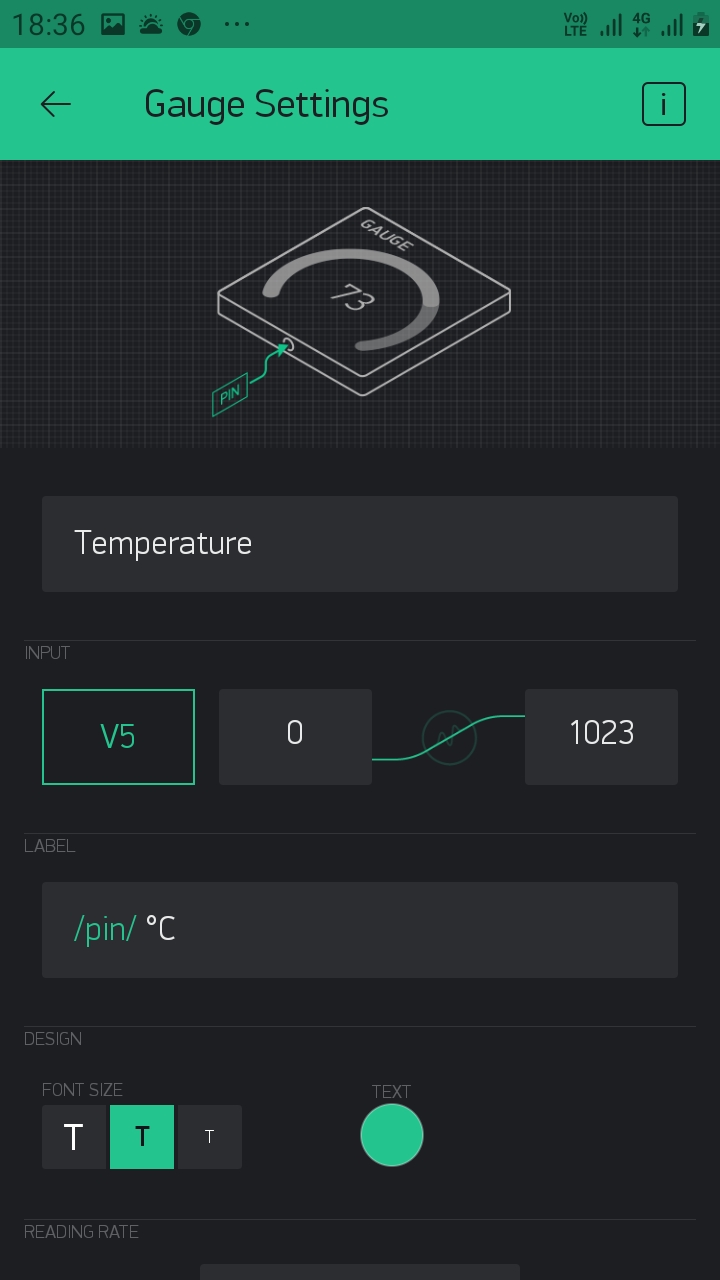 18:36 ... Vo)) LTE 4G
Gauge Settings i
GAUGE
73
PIN
Temperature
INPUT
V5 0 1023
LABEL
/pin/ °C
DESIGN
FONT SIZE TEXT
T T T
READING RATE